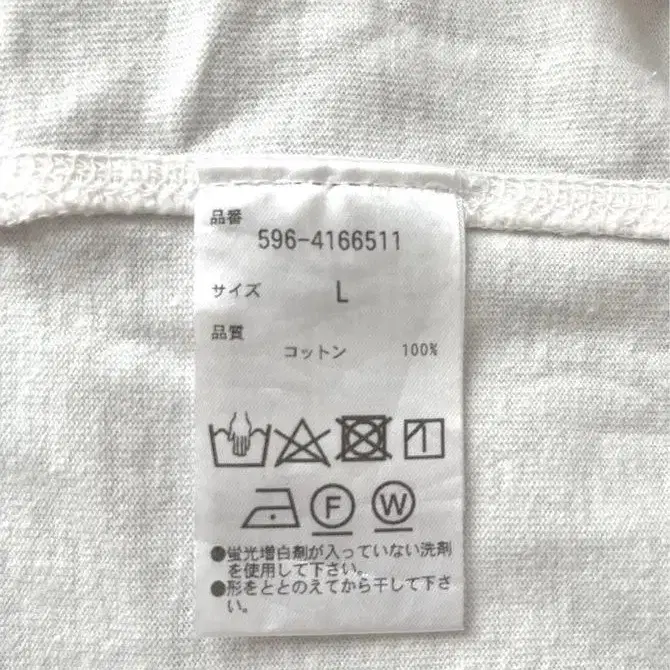 品番
596-4166511
サイズ L
品質
コットン 100%
F W
●蛍光増白剤が入っていない洗剤
を使用して下さい。
●形をととのえてから干して下さ
い。